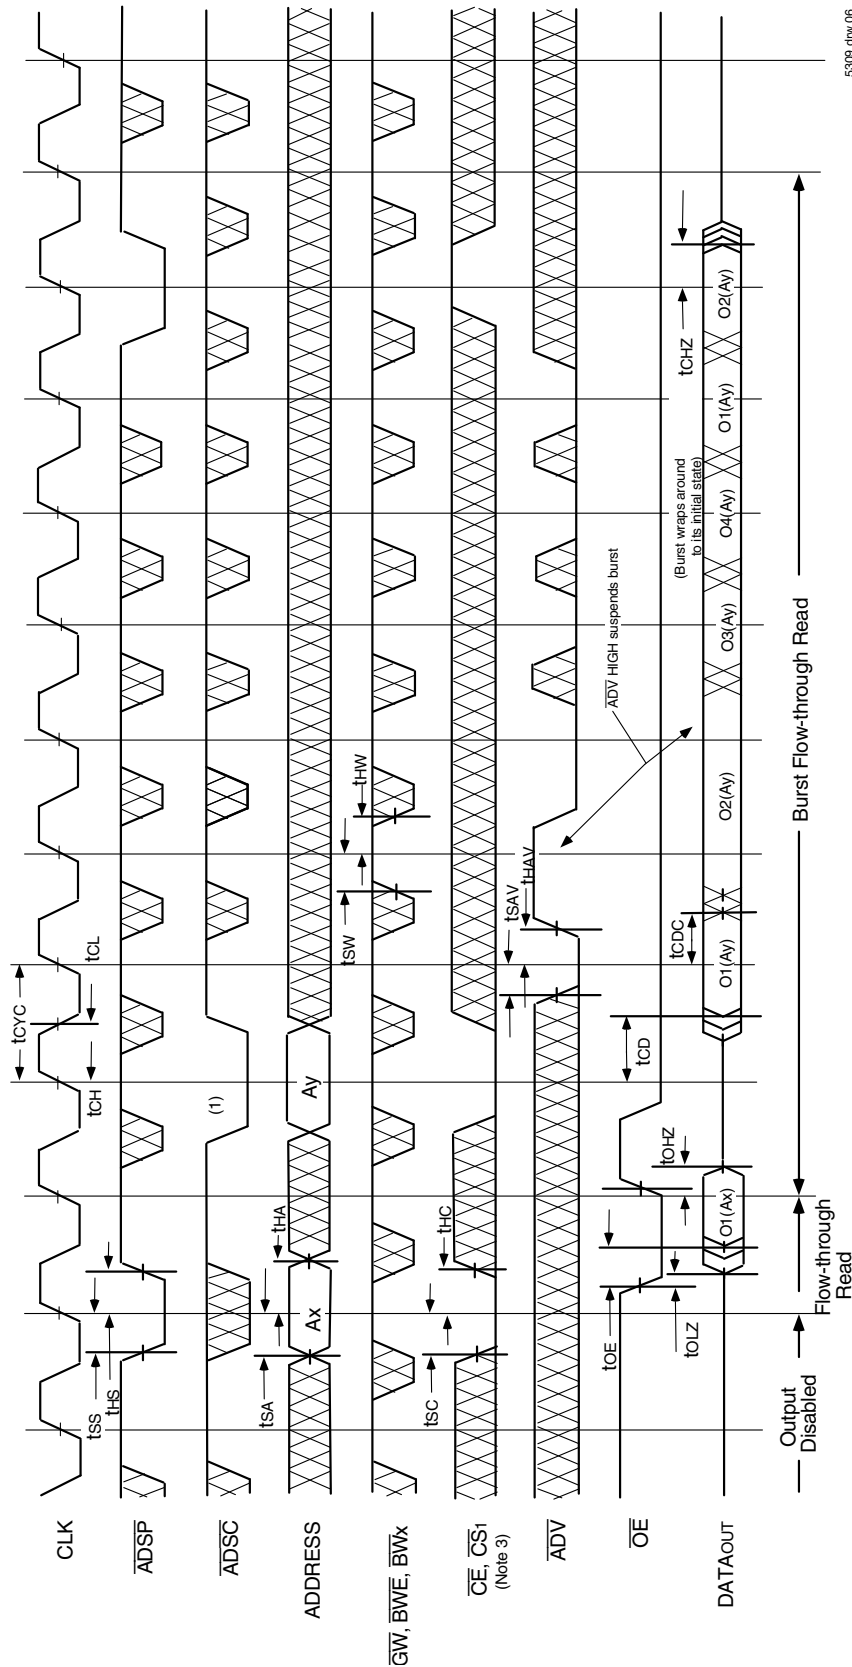 CLK
tCYC
tCH
tCL
ADSP
tSS
tHS
ADSC
(1)
ADDRESS
tSA
tHA
Ax
Ay
GW, BWE, BWx
tSW
tHW
CE, CS1
(Note 3)
tSC
tHC
ADV
tSAV
tHAV
ADV HIGH suspends burst
OE
tOE
tOHZ
tCD
tOLZ
tCDC
tCHZ
(Burst wraps around
to its initial state)
DATAOUT
O1(Ax)
O1(Ay)
O2(Ay)
O3(Ay)
O4(Ay)
O1(Ay)
O2(Ay)
Output
Disabled
Flow-through
Read
Burst Flow-through Read
5309 drw 06